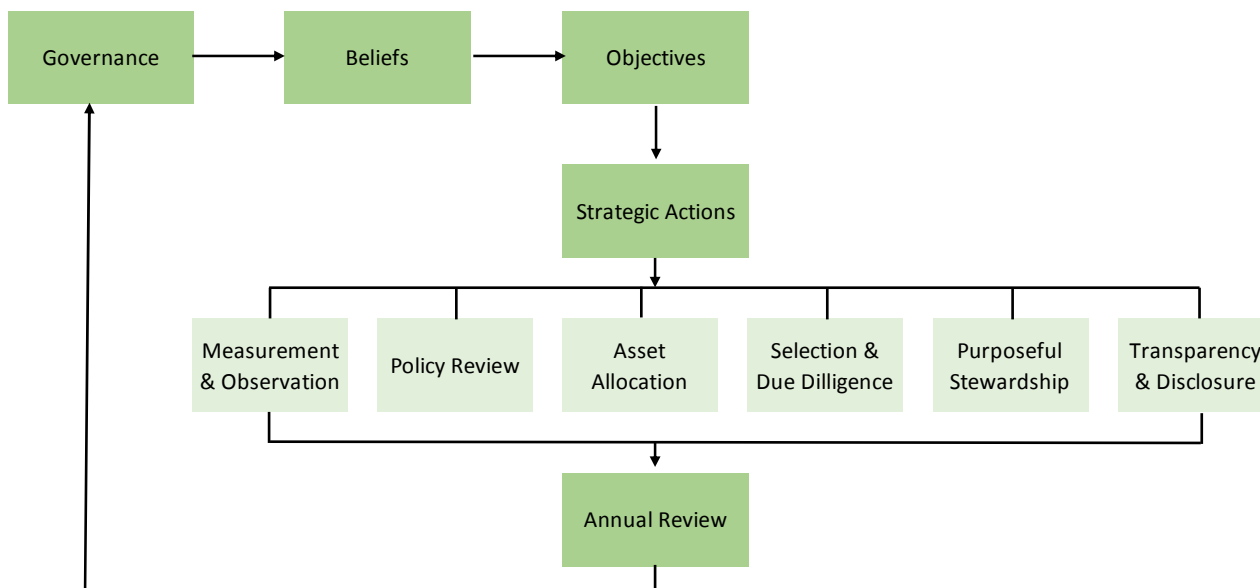 Governance
Beliefs
Objectives
Strategic Actions
Measurement
& Observation
Policy Review
Asset
Allocation
Selection &
Due Dilligence
Purposeful
Stewardship
Transparency
& Disclosure
Annual Review